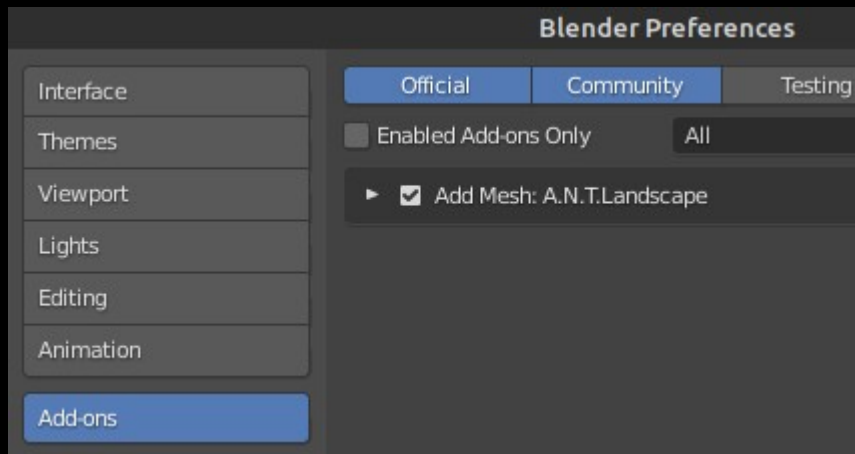 Blender Preferences
Interface
Themes
Viewport
Lights
Editing
Animation
Add-ons
Official Community Testing
Enabled Add-ons Only All
Add Mesh: A.N.T.Landscape